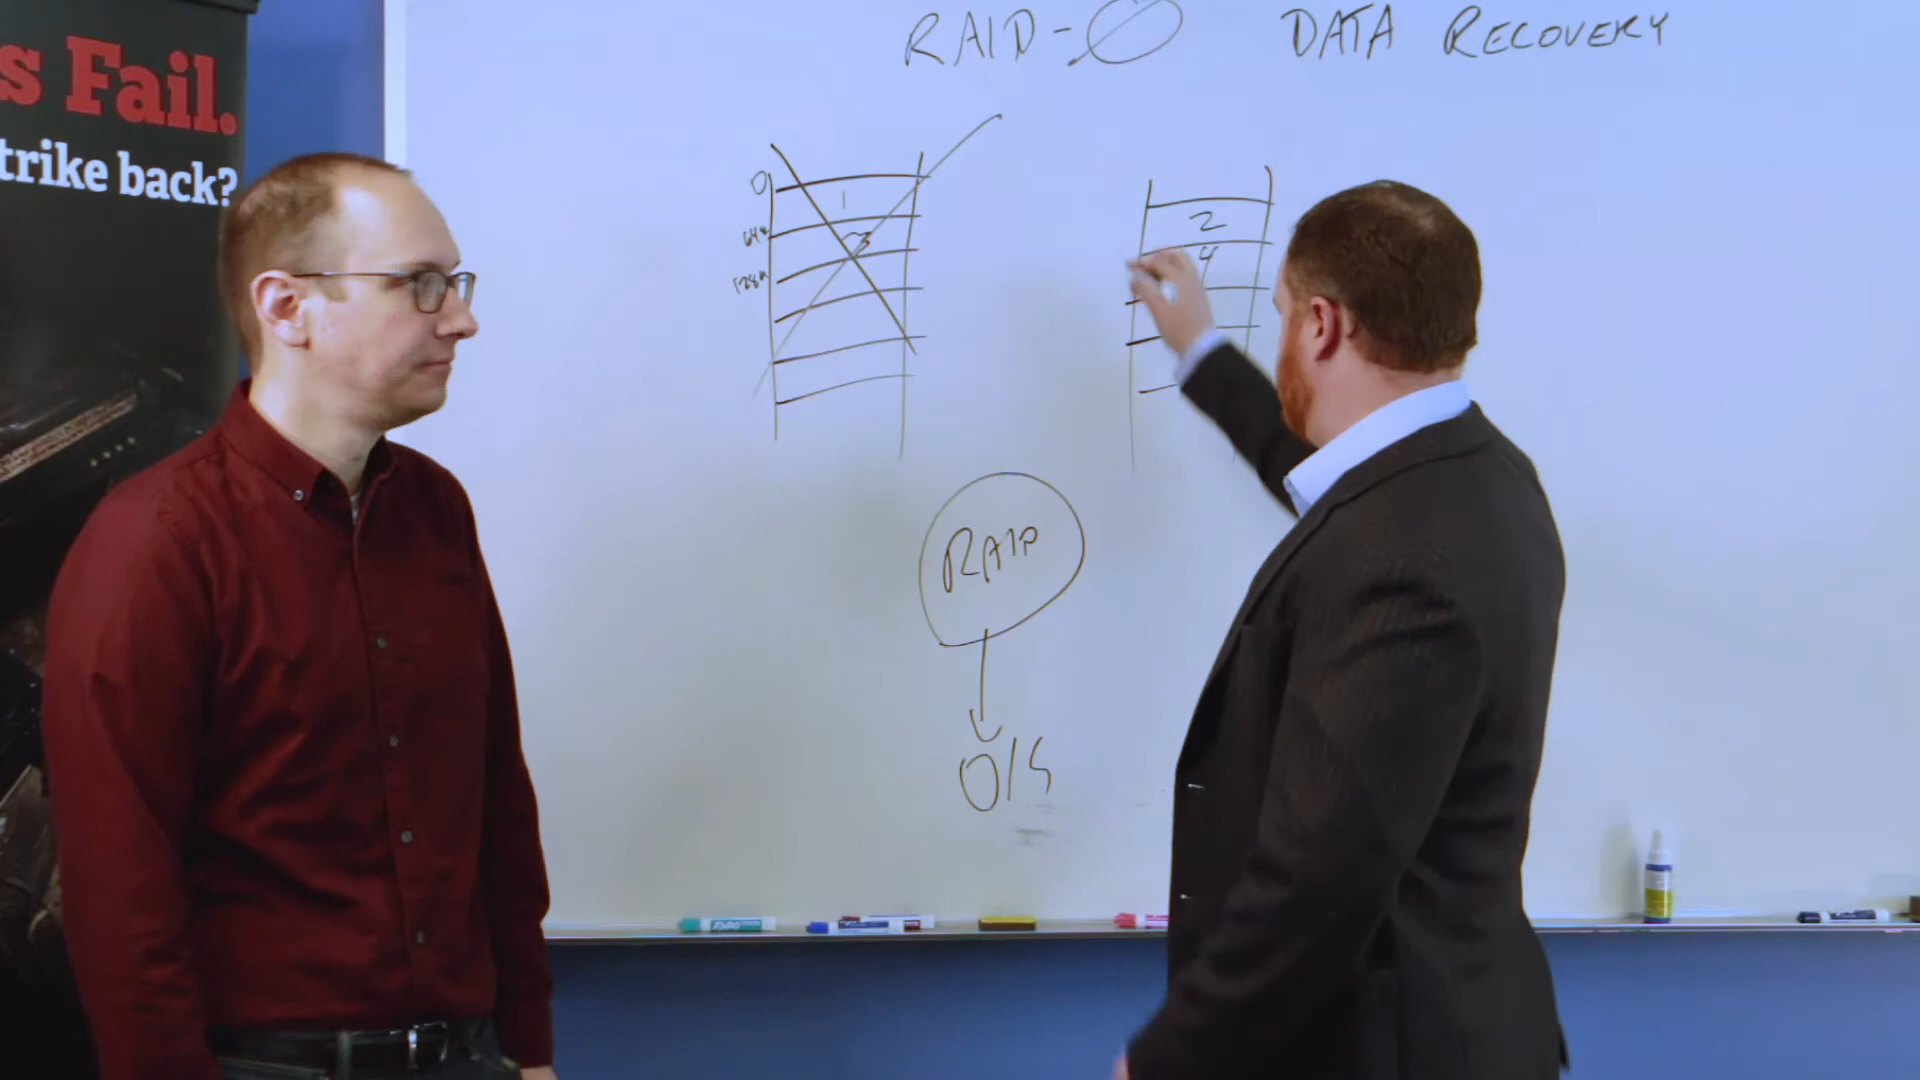 s Fail.
trike back?
RAID-0 DATA RECOVERY
0
1
64k
3
128k
2
4
RAID
O/S
EXPO